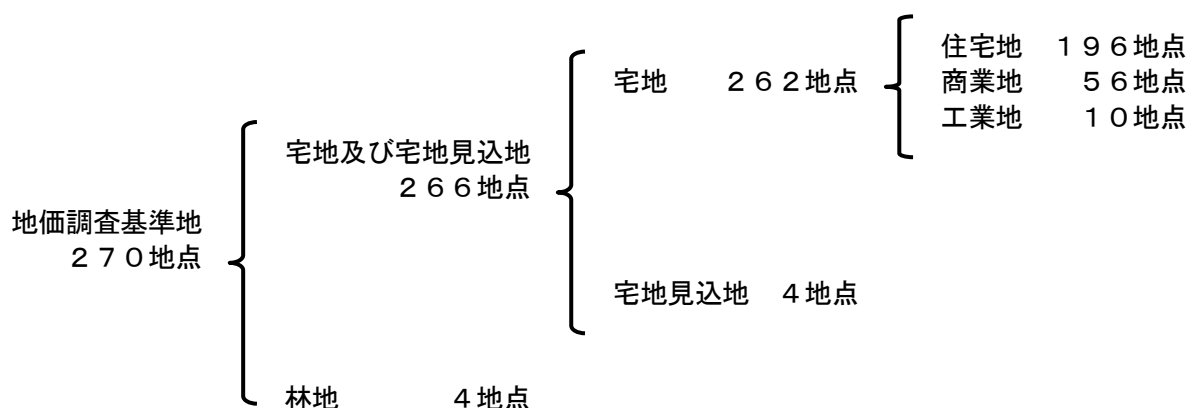 住宅地　１９６地点
宅地　　２６２地点
商業地　　５６地点
工業地　　１０地点
宅地及び宅地見込地
２６６地点
地価調査基準地
２７０地点
宅地見込地　４地点
林地　　　　４地点